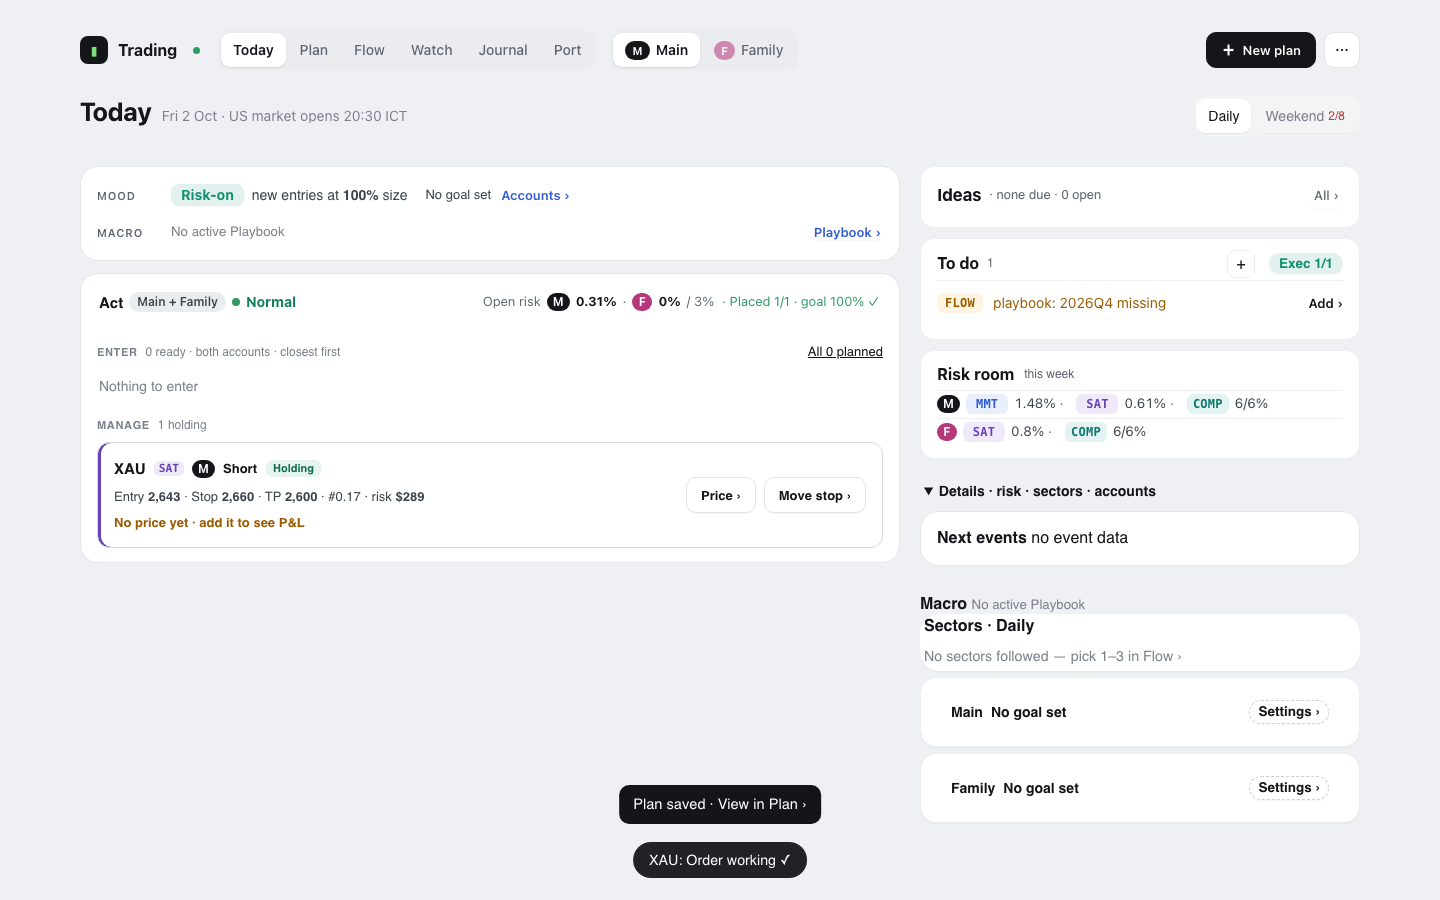 Trading
Today Plan Flow Watch Journal Port
M Main F Family
+ New plan
···
Today Fri 2 Oct · US market opens 20:30 ICT
Daily Weekend 2/8
MOOD Risk-on new entries at 100% size No goal set Accounts ›
MACRO No active Playbook Playbook ›
Act Main + Family Normal Open risk M 0.31% · F 0% / 3% · Placed 1/1 · goal 100% ✓
ENTER 0 ready · both accounts · closest first All 0 planned
Nothing to enter
MANAGE 1 holding
XAU SAT M Short Holding
Entry 2,643 · Stop 2,660 · TP 2,600 · #0.17 · risk $289
No price yet · add it to see P&L
Price › Move stop ›
Ideas · none due · 0 open All ›
To do 1 + Exec 1/1
FLOW playbook: 2026Q4 missing Add ›
Risk room this week
M MMT 1.48% · SAT 0.61% · COMP 6/6%
F SAT 0.8% · COMP 6/6%
▼ Details · risk · sectors · accounts
Next events no event data
Macro No active Playbook
Sectors · Daily
No sectors followed — pick 1–3 in Flow ›
Main No goal set Settings ›
Family No goal set Settings ›
Plan saved · View in Plan ›
XAU: Order working ✓